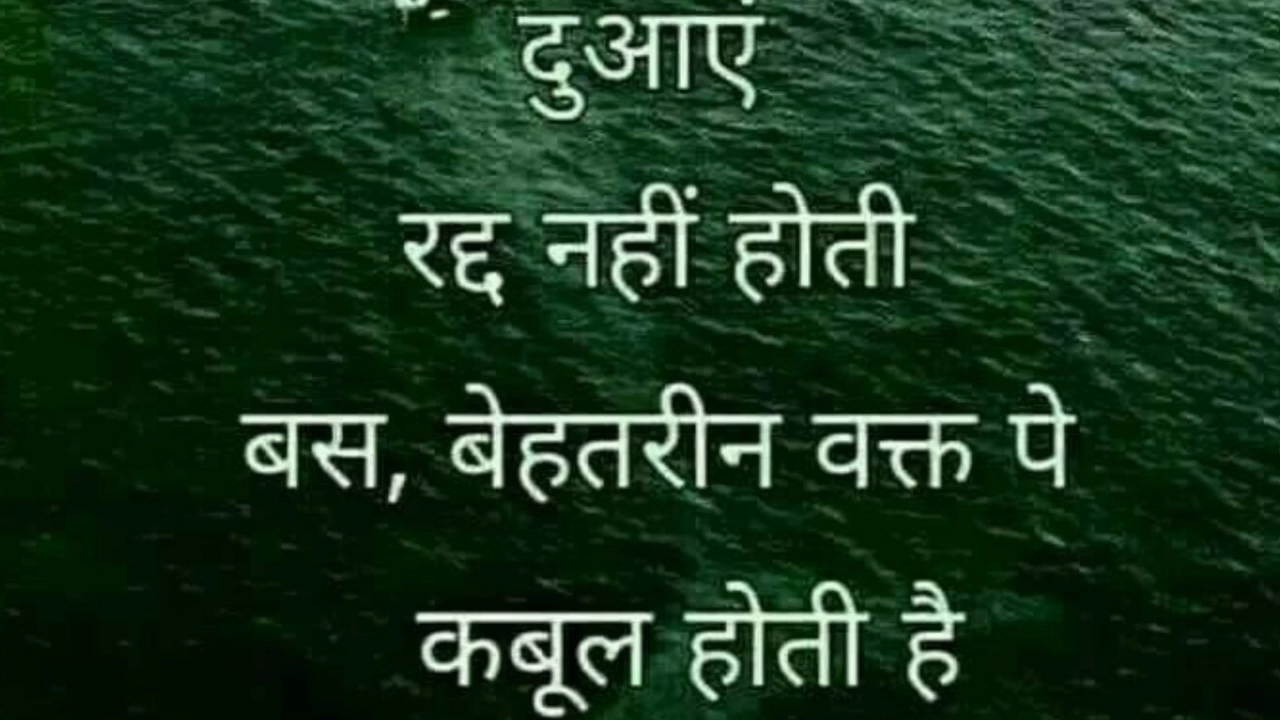 दुआएं
रद्द नहीं होती
बस, बेहतरीन वक्त पे
कबूल होती है